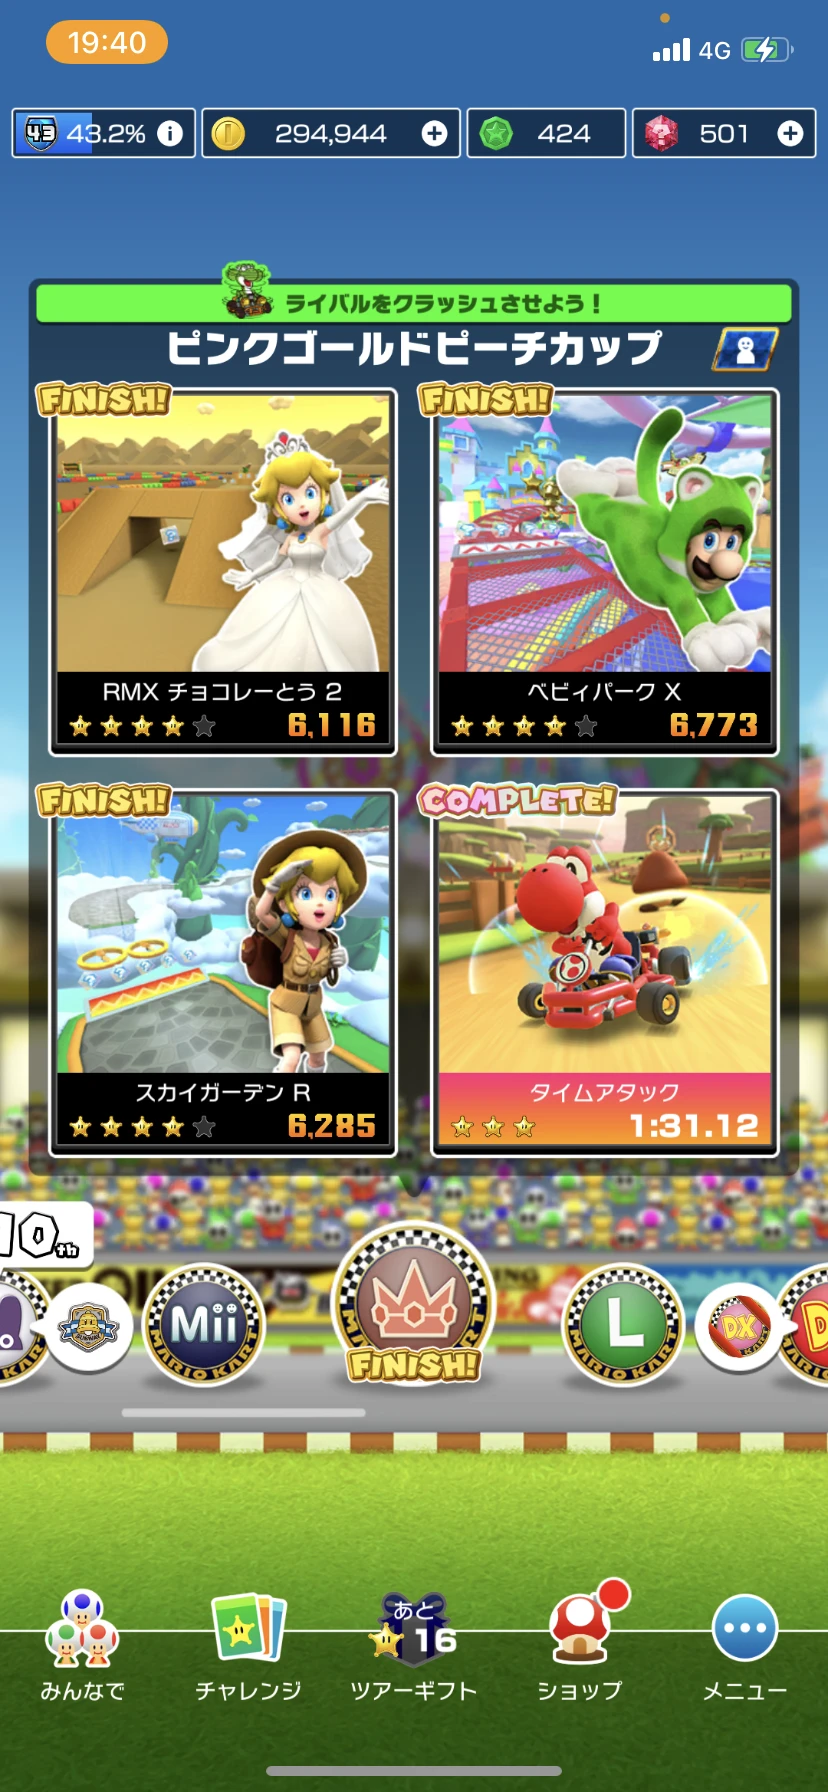 19:40
4G
43.2%
294,944
424
501
ライバルをクラッシュさせよう！
ピンクゴールドピーチカップ
FINISH!
FINISH!
RMX チョコレーとう 2
6,116
ベビィパーク X
6,773
FINISH!
COMPLETE!
スカイガーデン R
6,285
タイムアタック
1:31.12
10th
Mii
MARIO KART
MARIO KART
FINISH!
L
MARIO KART
DX
あと
16
みんなで
チャレンジ
ツアーギフト
ショップ
メニュー